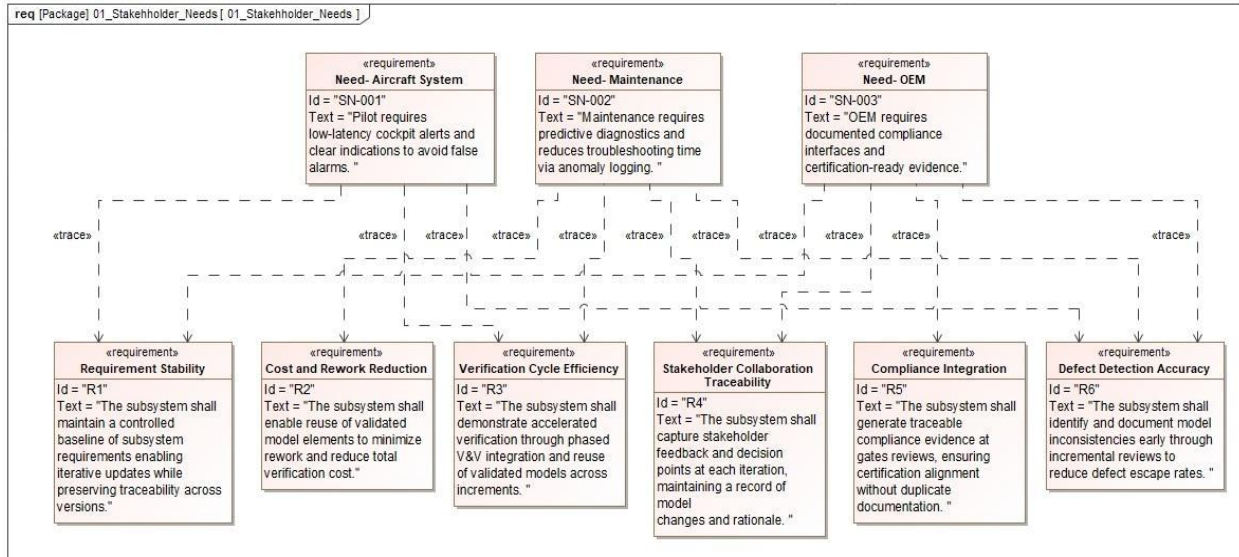 req [Package] 01_Stakehholder_Needs [ 01_Stakehholder_Needs ]
«requirement»
Need- Aircraft System
Id = "SN-001"
Text = "Pilot requires
low-latency cockpit alerts and
clear indications to avoid false
alarms. "
«requirement»
Need- Maintenance
Id = "SN-002"
Text = "Maintenance requires
predictive diagnostics and
reduces troubleshooting time
via anomaly logging. "
«requirement»
Need- OEM
Id = "SN-003"
Text = "OEM requires
documented compliance
interfaces and
certification-ready evidence."
«trace»
«trace»
«trace»
«trace»
«trace»
«trace»
«trace»
«trace»
«trace»
«trace»
«requirement»
Requirement Stability
Id = "R1"
Text = "The subsystem shall
maintain a controlled
baseline of subsystem
requirements enabling
iterative updates while
preserving traceability across
versions."
«requirement»
Cost and Rework Reduction
Id = "R2"
Text = "The subsystem shall
enable reuse of validated
model elements to minimize
rework and reduce total
verification cost."
«requirement»
Verification Cycle Efficiency
Id = "R3"
Text = "The subsystem shall
demonstrate accelerated
verification through phased
V&V integration and reuse
of validated models across
increments. "
«requirement»
Stakeholder Collaboration
Traceability
Id = "R4"
Text = "The subsystem shall
capture stakeholder
feedback and decision
points at each iteration,
maintaining a record of
model
changes and rationale. "
«requirement»
Compliance Integration
Id = "R5"
Text = "The subsystem shall
generate traceable
compliance evidence at
gates reviews, ensuring
certification alignment
without duplicate
documentation. "
«requirement»
Defect Detection Accuracy
Id = "R6"
Text = "The subsystem shall
identify and document model
inconsistencies early through
incremental reviews to
reduce defect escape rates. "